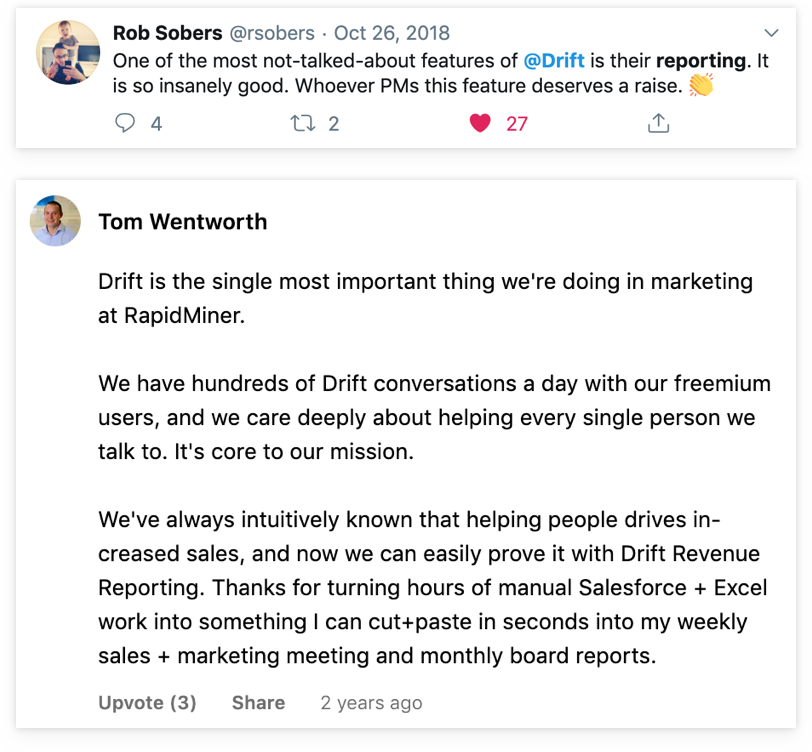 Rob Sobers @rsobers · Oct 26, 2018
One of the most not-talked-about features of @Drift is their reporting. It
is so insanely good. Whoever PMs this feature deserves a raise. 👏
4 2 27
Tom Wentworth
Drift is the single most important thing we're doing in marketing
at RapidMiner.
We have hundreds of Drift conversations a day with our freemium
users, and we care deeply about helping every single person we
talk to. It's core to our mission.
We've always intuitively known that helping people drives in-
creased sales, and now we can easily prove it with Drift Revenue
Reporting. Thanks for turning hours of manual Salesforce + Excel
work into something I can cut+paste in seconds into my weekly
sales + marketing meeting and monthly board reports.
Upvote (3) Share 2 years ago